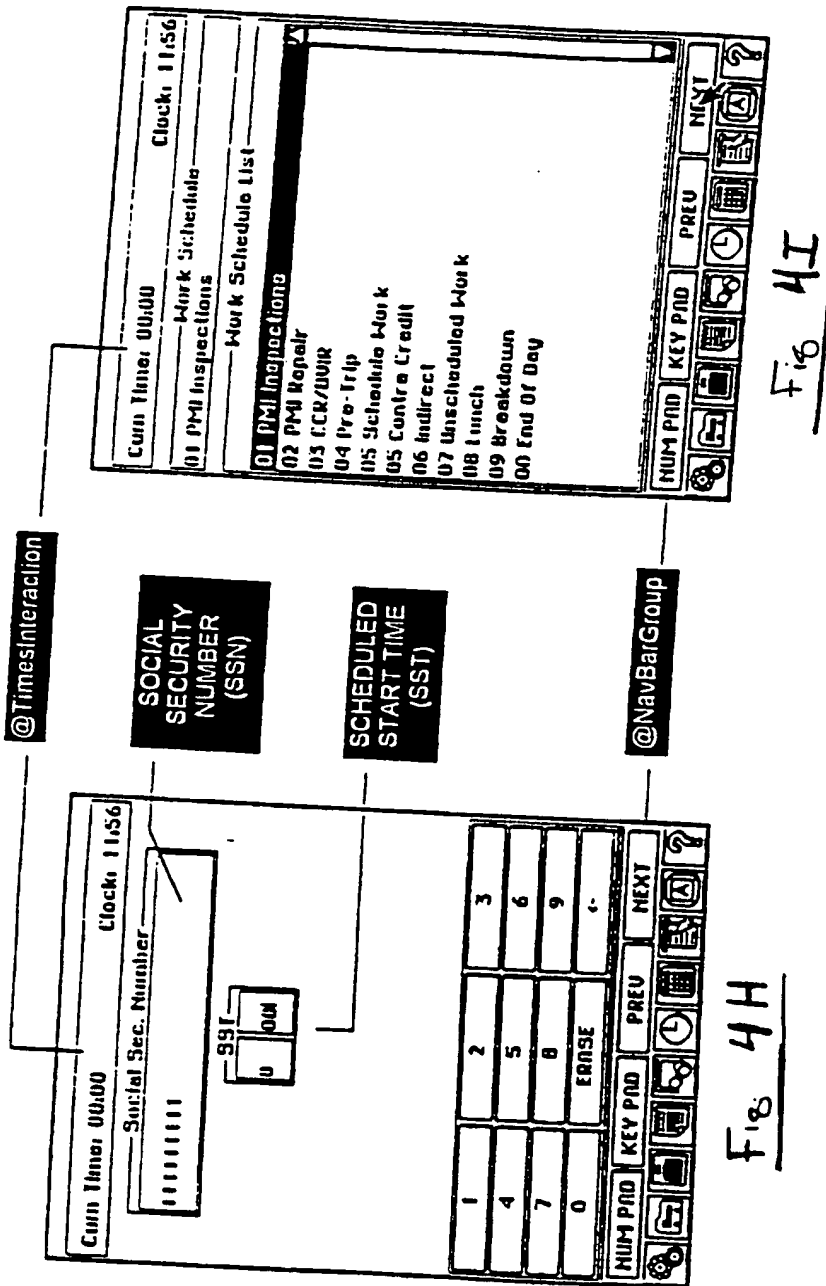 @TimesInteraction
SOCIAL
SECURITY
NUMBER
(SSN)
SCHEDULED
START TIME
(SST)
@NavBarGroup
Cum Time: 00:00 Clock: 11:56
Social Sec. Number
111111111
SST
0 00
1 2 3
4 5 6
7 8 9
0 ERASE <-
NUM PAD KEY PAD PREV NEXT
?
Fig. 4H
Cum Time: 00:00 Clock: 11:56
Work Schedule
01 PMI Inspections
Work Schedule List
01 PMI Inspections
02 PMI Repair
03 CCR/DVIR
04 Pre-Trip
05 Schedule Work
05 Contra Credit
06 Indirect
07 Unscheduled Work
08 Lunch
09 Breakdown
00 End Of Day
NUM PAD KEY PAD PREV NEXT
?
Fig 4I